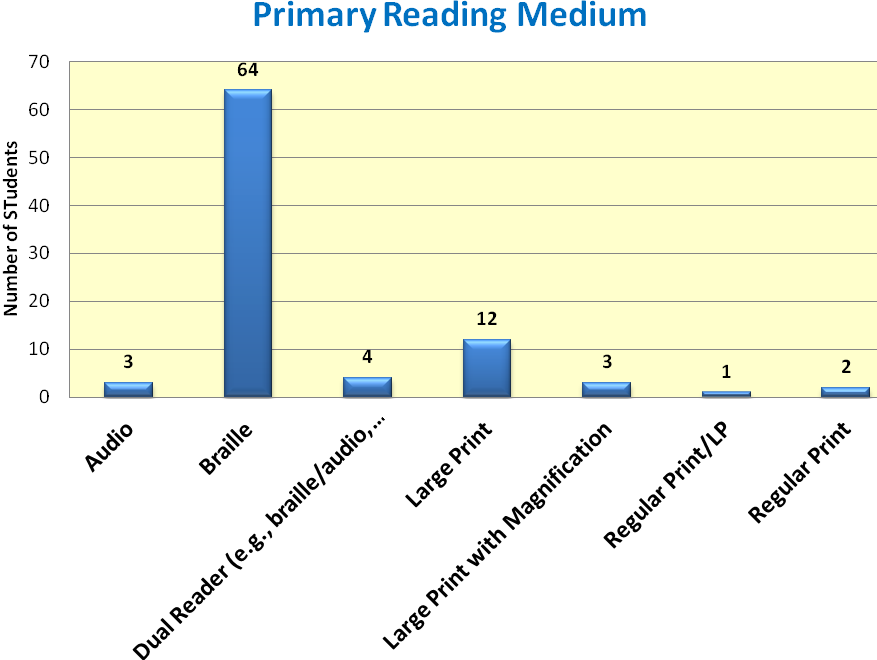 Primary Reading Medium
Number of STudents
70
60
50
40
30
20
10
0
3
64
4
12
3
1
2
Audio
Braille
Dual Reader (e.g., braille/audio,...
Large Print
Large Print with Magnification
Regular Print/LP
Regular Print